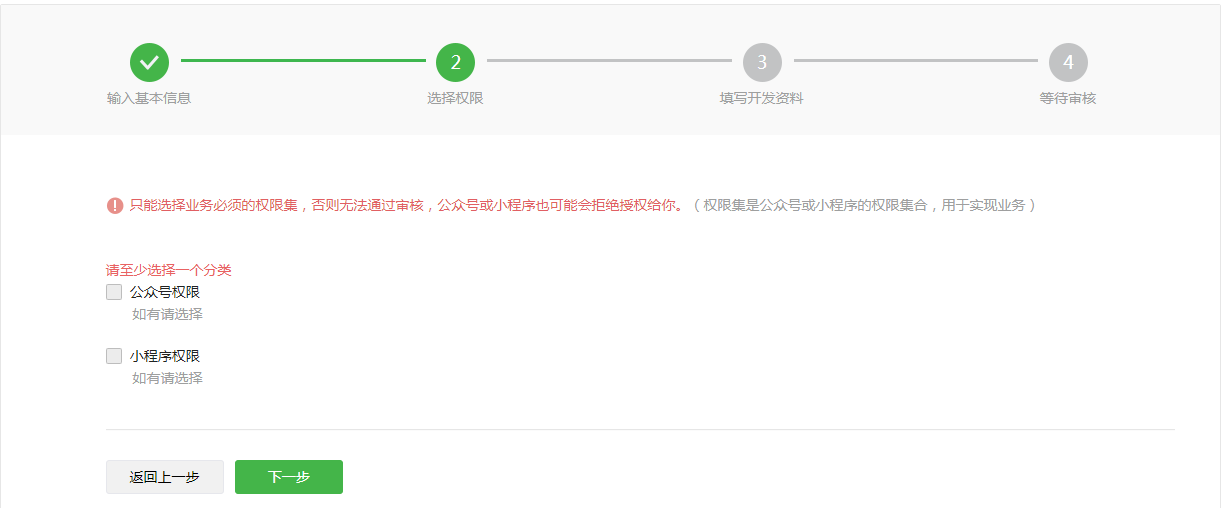 2
3
4
输入基本信息
选择权限
填写开发资料
等待审核
只能选择业务必须的权限集，否则无法通过审核，公众号或小程序也可能会拒绝授权给你。（权限集是公众号或小程序的权限集合，用于实现业务）
请至少选择一个分类
公众号权限
如有请选择
小程序权限
如有请选择
返回上一步
下一步